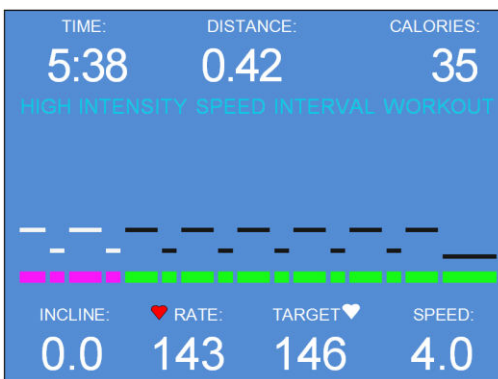 TIME: DISTANCE: CALORIES:
5:38 0.42 35
HIGH INTENSITY SPEED INTERVAL WORKOUT
INCLINE: RATE: TARGET SPEED:
0.0 143 146 4.0